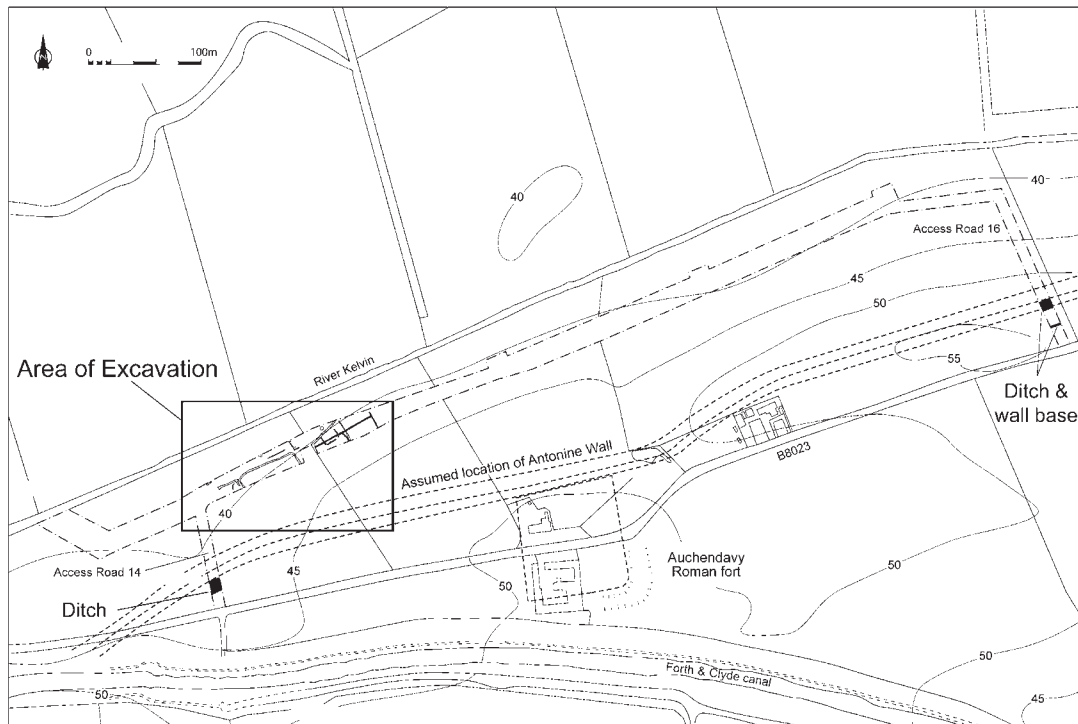 0 100m
40
40
Access Road 16
45
50
River Kelvin
Area of Excavation
55
Ditch &
wall base
B8023
Assumed location of Antonine Wall
40
Access Road 14
45
Auchendavy
Roman fort
50
50
Ditch
50
Forth & Clyde canal
50
45